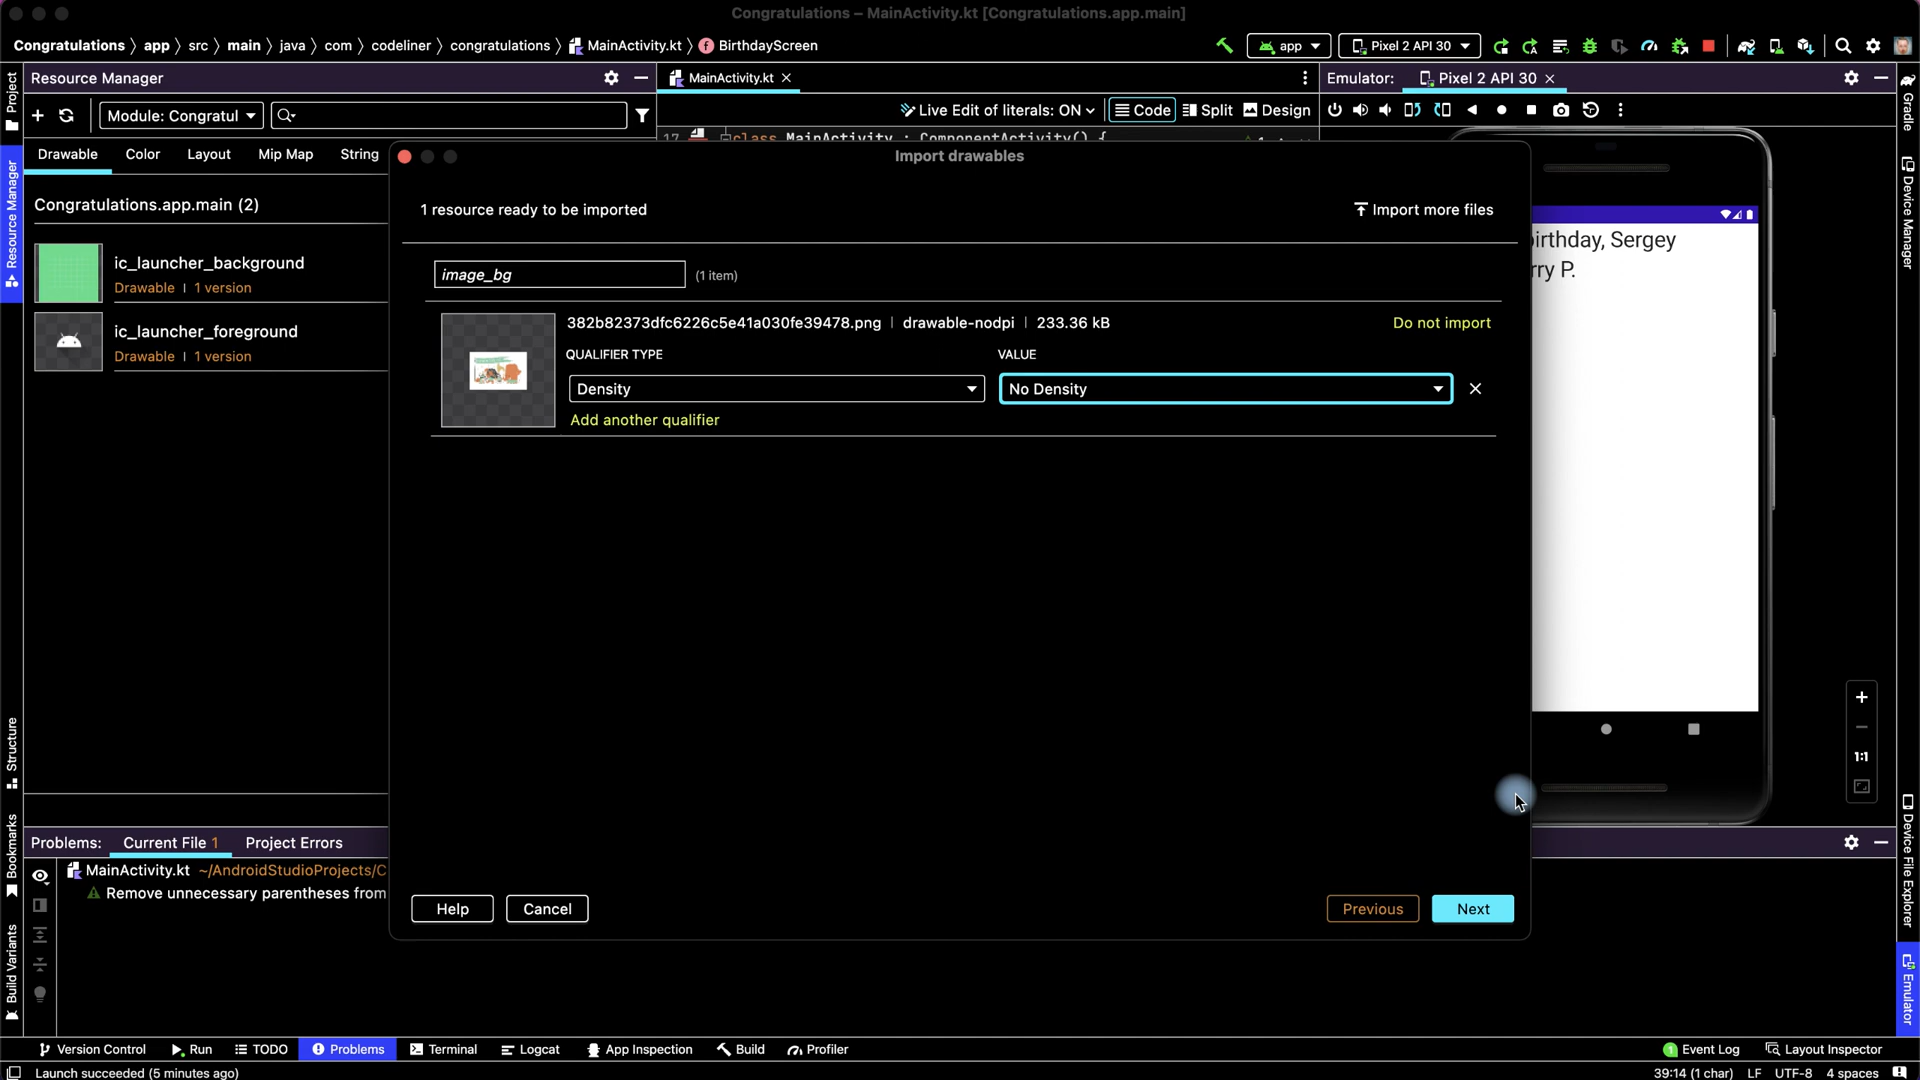 Congratulations – MainActivity.kt [Congratulations.app.main]
Congratulations 〉 app 〉 src 〉 main 〉 java 〉 com 〉 codeliner 〉 congratulations 〉 MainActivity.kt 〉 BirthdayScreen
app
Pixel 2 API 30
Resource Manager
MainActivity.kt
Emulator: Pixel 2 API 30
Module: Congratul
Live Edit of literals: ON
Code
Split
Design
17 class MainActivity : ComponentActivity() {
Drawable Color Layout Mip Map String
Import drawables
Congratulations.app.main (2)
1 resource ready to be imported
Import more files
ic_launcher_background
Drawable | 1 version
ic_launcher_foreground
Drawable | 1 version
image_bg
(1 item)
382b82373dfc6226c5e41a030fe39478.png | drawable-nodpi | 233.36 kB
Do not import
QUALIFIER TYPE
VALUE
Density
No Density
Add another qualifier
irthday, Sergey
rry P.
1:1
Help
Cancel
Previous
Next
Problems: Current File 1 Project Errors
MainActivity.kt ~/AndroidStudioProjects/C
Remove unnecessary parentheses from
Project
Resource Manager
Structure
Bookmarks
Build Variants
Gradle
Device Manager
Device File Explorer
Emulator
Version Control
Run
TODO
Problems
Terminal
Logcat
App Inspection
Build
Profiler
1 Event Log
Layout Inspector
Launch succeeded (5 minutes ago)
39:14 (1 char) LF UTF-8 4 spaces